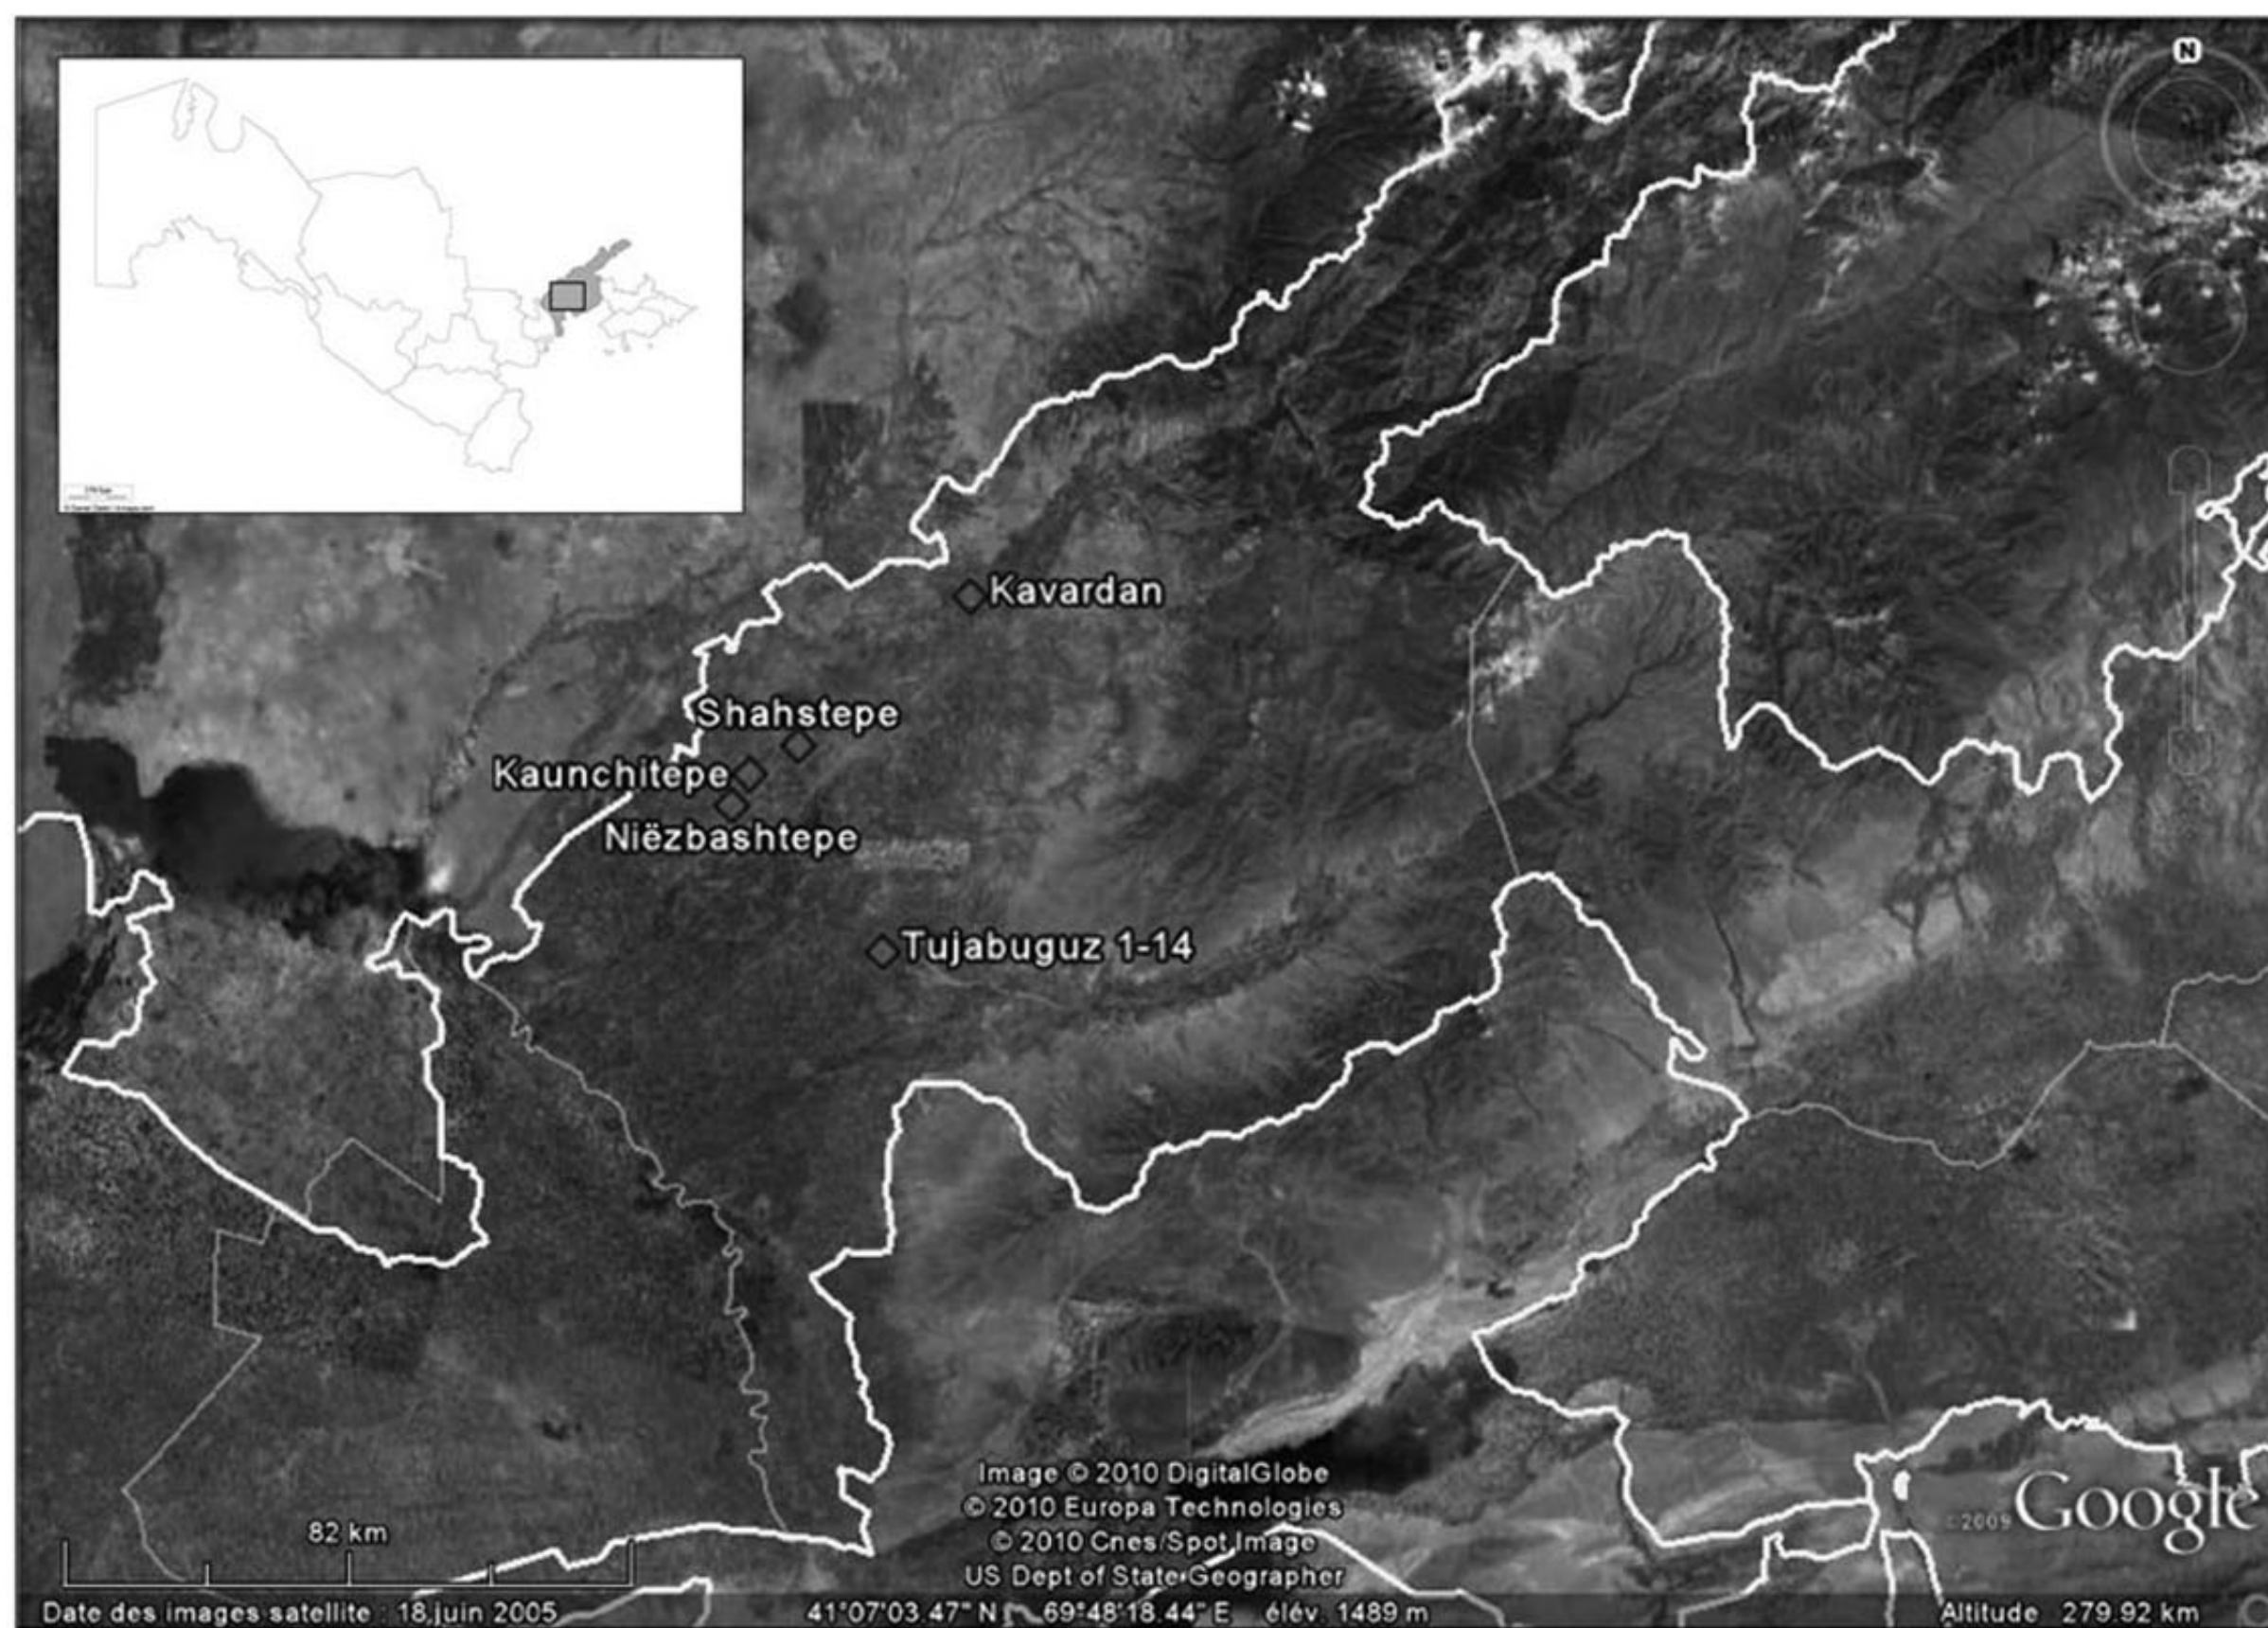 N
Kavardan
Shahstepe
Kaunchitepe
Niëzbashtepe
Tujabuguz 1-14
Image © 2010 DigitalGlobe
© 2010 Europa Technologies
© 2010 Cnes/Spot Image
US Dept of State Geographer
82 km
©2009 Google
Date des images satellite : 18 juin 2005
41°07'03.47" N
69°48'18.44" E
élév. 1489 m
Altitude 279.92 km